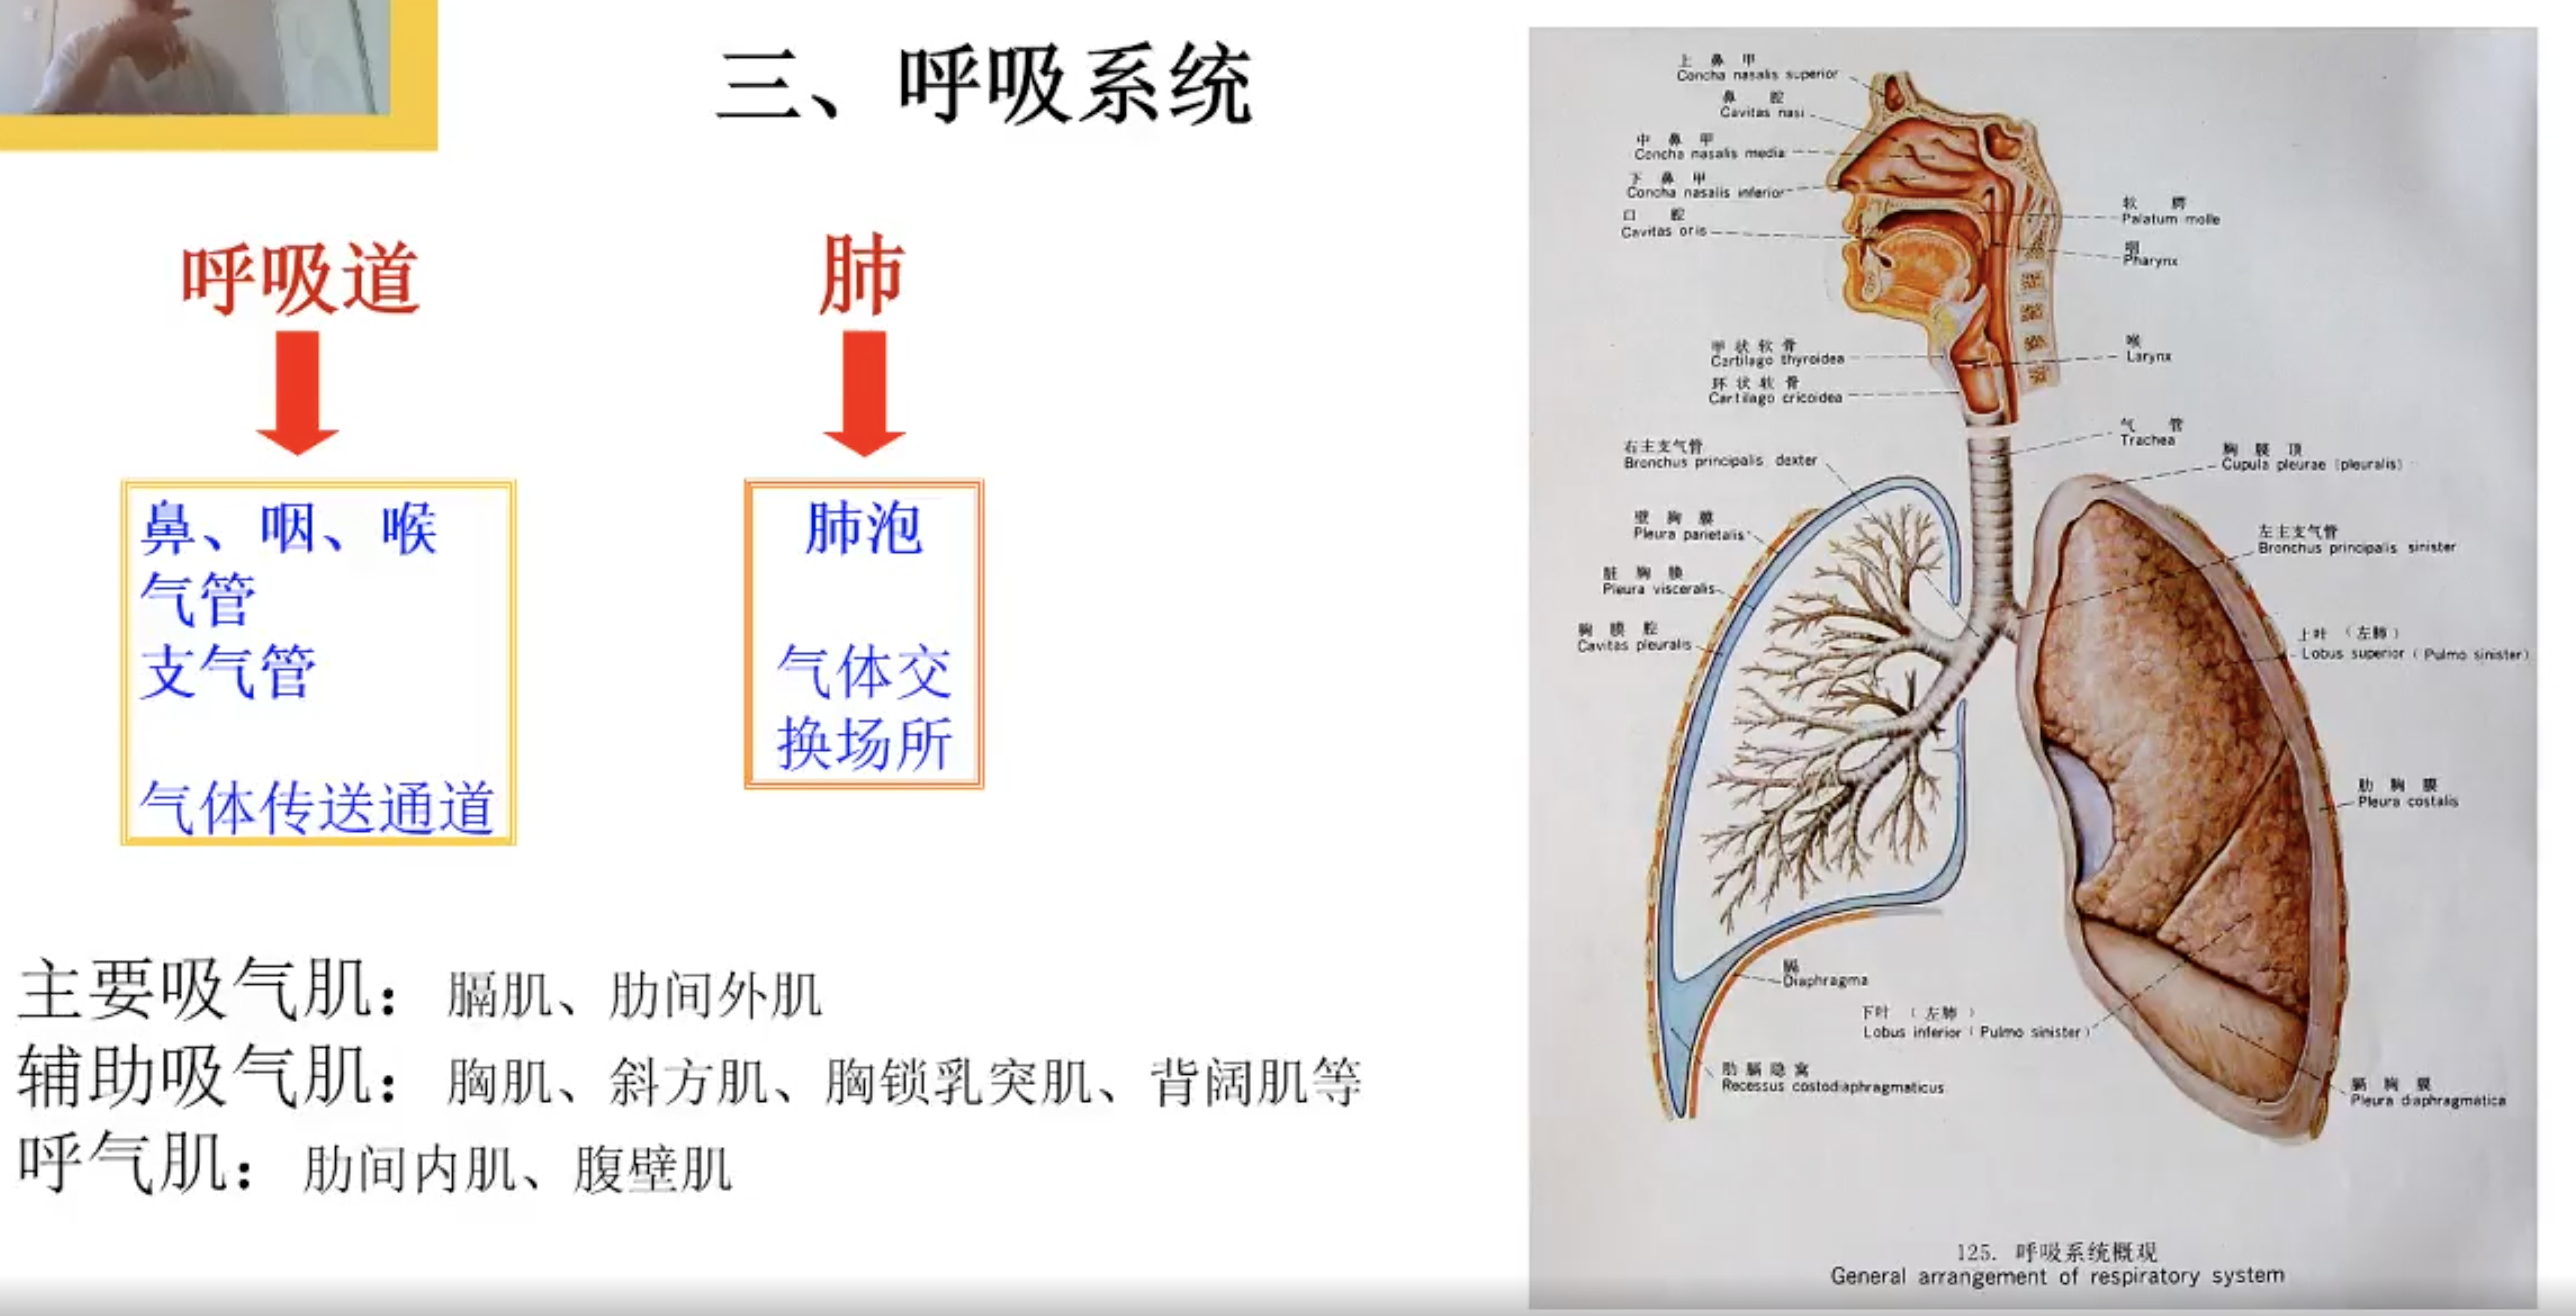 三、呼吸系统
呼吸道
鼻、咽、喉
气管
支气管
气体传送通道
肺
肺泡
气体交
换场所
主要吸气肌：膈肌、肋间外肌
辅助吸气肌：胸肌、斜方肌、胸锁乳突肌、背阔肌等
呼气肌：肋间内肌、腹壁肌
上鼻甲
Concha nasalis superior
鼻腔
Cavitas nasi
中鼻甲
Concha nasalis media
下鼻甲
Concha nasalis inferior
口腔
Cavitas oris
软腭
Palatum molle
咽
Pharynx
甲状软骨
Cartilago thyroidea
环状软骨
Cartilago cricoidea
喉
Larynx
气管
Trachea
右主支气管
Bronchus principalis dexter
胸膜顶
Cupula pleurae (pleuralis)
壁胸膜
Pleura parietalis
左主支气管
Bronchus principalis sinister
脏胸膜
Pleura visceralis
胸膜腔
Cavitas pleuralis
上叶（左肺）
Lobus superior (Pulmo sinister)
肋胸膜
Pleura costalis
膈
Diaphragma
下叶（左肺）
Lobus inferior (Pulmo sinister)
肋膈隐窝
Recessus costodiaphragmaticus
膈胸膜
Pleura diaphragmatica
125. 呼吸系统概观
General arrangement of respiratory system